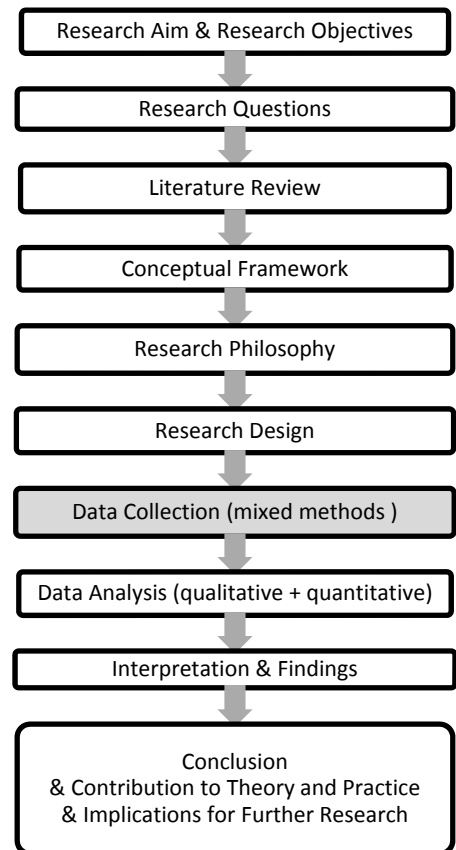 Research Aim & Research Objectives
Research Questions
Literature Review
Conceptual Framework
Research Philosophy
Research Design
Data Collection (mixed methods )
Data Analysis (qualitative + quantitative)
Interpretation & Findings
Conclusion
& Contribution to Theory and Practice
& Implications for Further Research